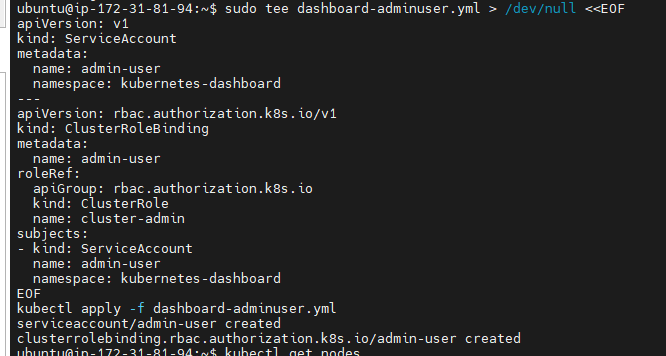 ubuntu@ip-172-31-81-94:~$ sudo tee dashboard-adminuser.yml > /dev/null <<EOF
apiVersion: v1
kind: ServiceAccount
metadata:
  name: admin-user
  namespace: kubernetes-dashboard
---
apiVersion: rbac.authorization.k8s.io/v1
kind: ClusterRoleBinding
metadata:
  name: admin-user
roleRef:
  apiGroup: rbac.authorization.k8s.io
  kind: ClusterRole
  name: cluster-admin
subjects:
- kind: ServiceAccount
  name: admin-user
  namespace: kubernetes-dashboard
EOF
kubectl apply -f dashboard-adminuser.yml
serviceaccount/admin-user created
clusterrolebinding.rbac.authorization.k8s.io/admin-user created
ubuntu@ip-172-31-81-94:~$ kubectl get nodes